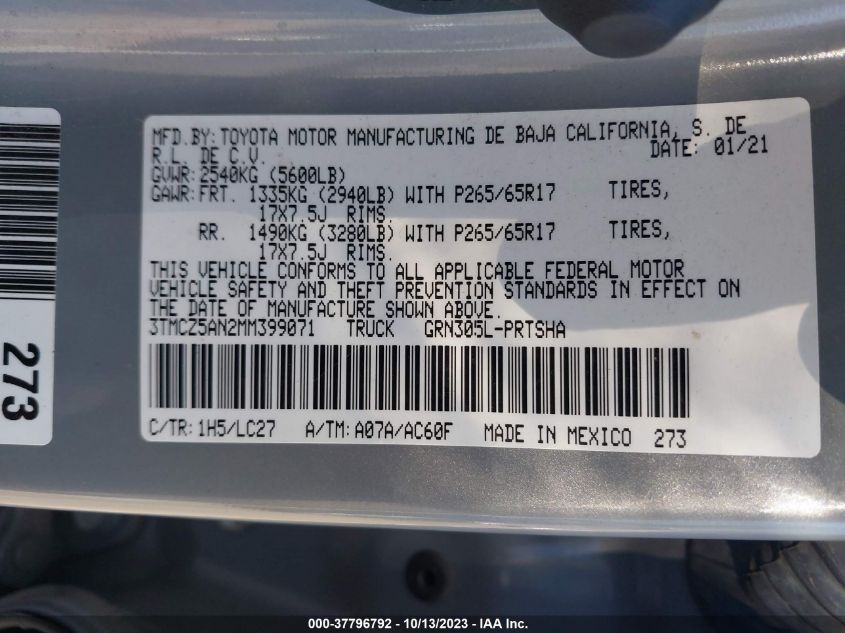 MFD.BY:TOYOTA MOTOR MANUFACTURING DE BAJA CALIFORNIA, S. DE
R.L. DE C.V. DATE: 01/21
GVWR:2540KG (5600LB)
GAWR:FRT. 1335KG (2940LB) WITH P265/65R17 TIRES,
17X7.5J RIMS.
RR. 1490KG (3280LB) WITH P265/65R17 TIRES,
17X7.5J RIMS.
THIS VEHICLE CONFORMS TO ALL APPLICABLE FEDERAL MOTOR
VEHICLE SAFETY AND THEFT PREVENTION STANDARDS IN EFFECT ON
THE DATE OF MANUFACTURE SHOWN ABOVE.
3TMCZ5AN2MM399071 TRUCK GRN305L-PRTSHA
C/TR:1H5/LC27 A/TM:A07A/AC60F MADE IN MEXICO 273
273
000-37796792 - 10/13/2023 - IAA Inc.